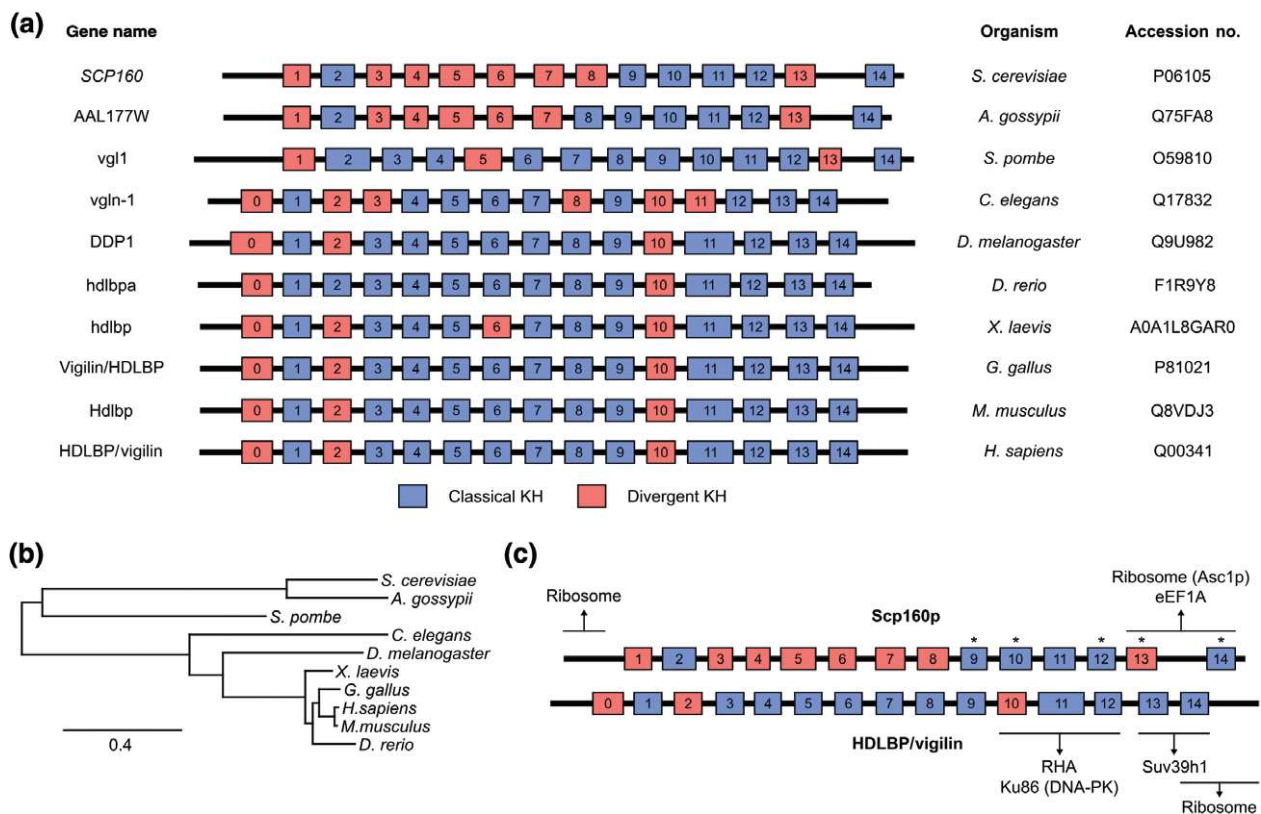 (a)
Gene name Organism Accession no.
SCP160 1 2 3 4 5 6 7 8 9 10 11 12 13 14 S. cerevisiae P06105
AAL177W 1 2 3 4 5 6 7 8 9 10 11 12 13 14 A. gossypii Q75FA8
vgl1 1 2 3 4 5 6 7 8 9 10 11 12 13 14 S. pombe O59810
vgln-1 0 1 2 3 4 5 6 7 8 9 10 11 12 13 14 C. elegans Q17832
DDP1 0 1 2 3 4 5 6 7 8 9 10 11 12 13 14 D. melanogaster Q9U982
hdlbpa 0 1 2 3 4 5 6 7 8 9 10 11 12 13 14 D. rerio F1R9Y8
hdlbp 0 1 2 3 4 5 6 7 8 9 10 11 12 13 14 X. laevis A0A1L8GAR0
Vigilin/HDLBP 0 1 2 3 4 5 6 7 8 9 10 11 12 13 14 G. gallus P81021
Hdlbp 0 1 2 3 4 5 6 7 8 9 10 11 12 13 14 M. musculus Q8VDJ3
HDLBP/vigilin 0 1 2 3 4 5 6 7 8 9 10 11 12 13 14 H. sapiens Q00341
Classical KH Divergent KH
(b)
S. cerevisiae
A. gossypii
S. pombe
C. elegans
D. melanogaster
X. laevis
G. gallus
H.sapiens
M.musculus
D. rerio
0.4
(c)
Ribosome (Asc1p)
eEF1A
Ribosome
Scp160p
* * * * *
1 2 3 4 5 6 7 8 9 10 11 12 13 14
0 1 2 3 4 5 6 7 8 9 10 11 12 13 14
HDLBP/vigilin
RHA
Ku86 (DNA-PK)
Suv39h1
Ribosome